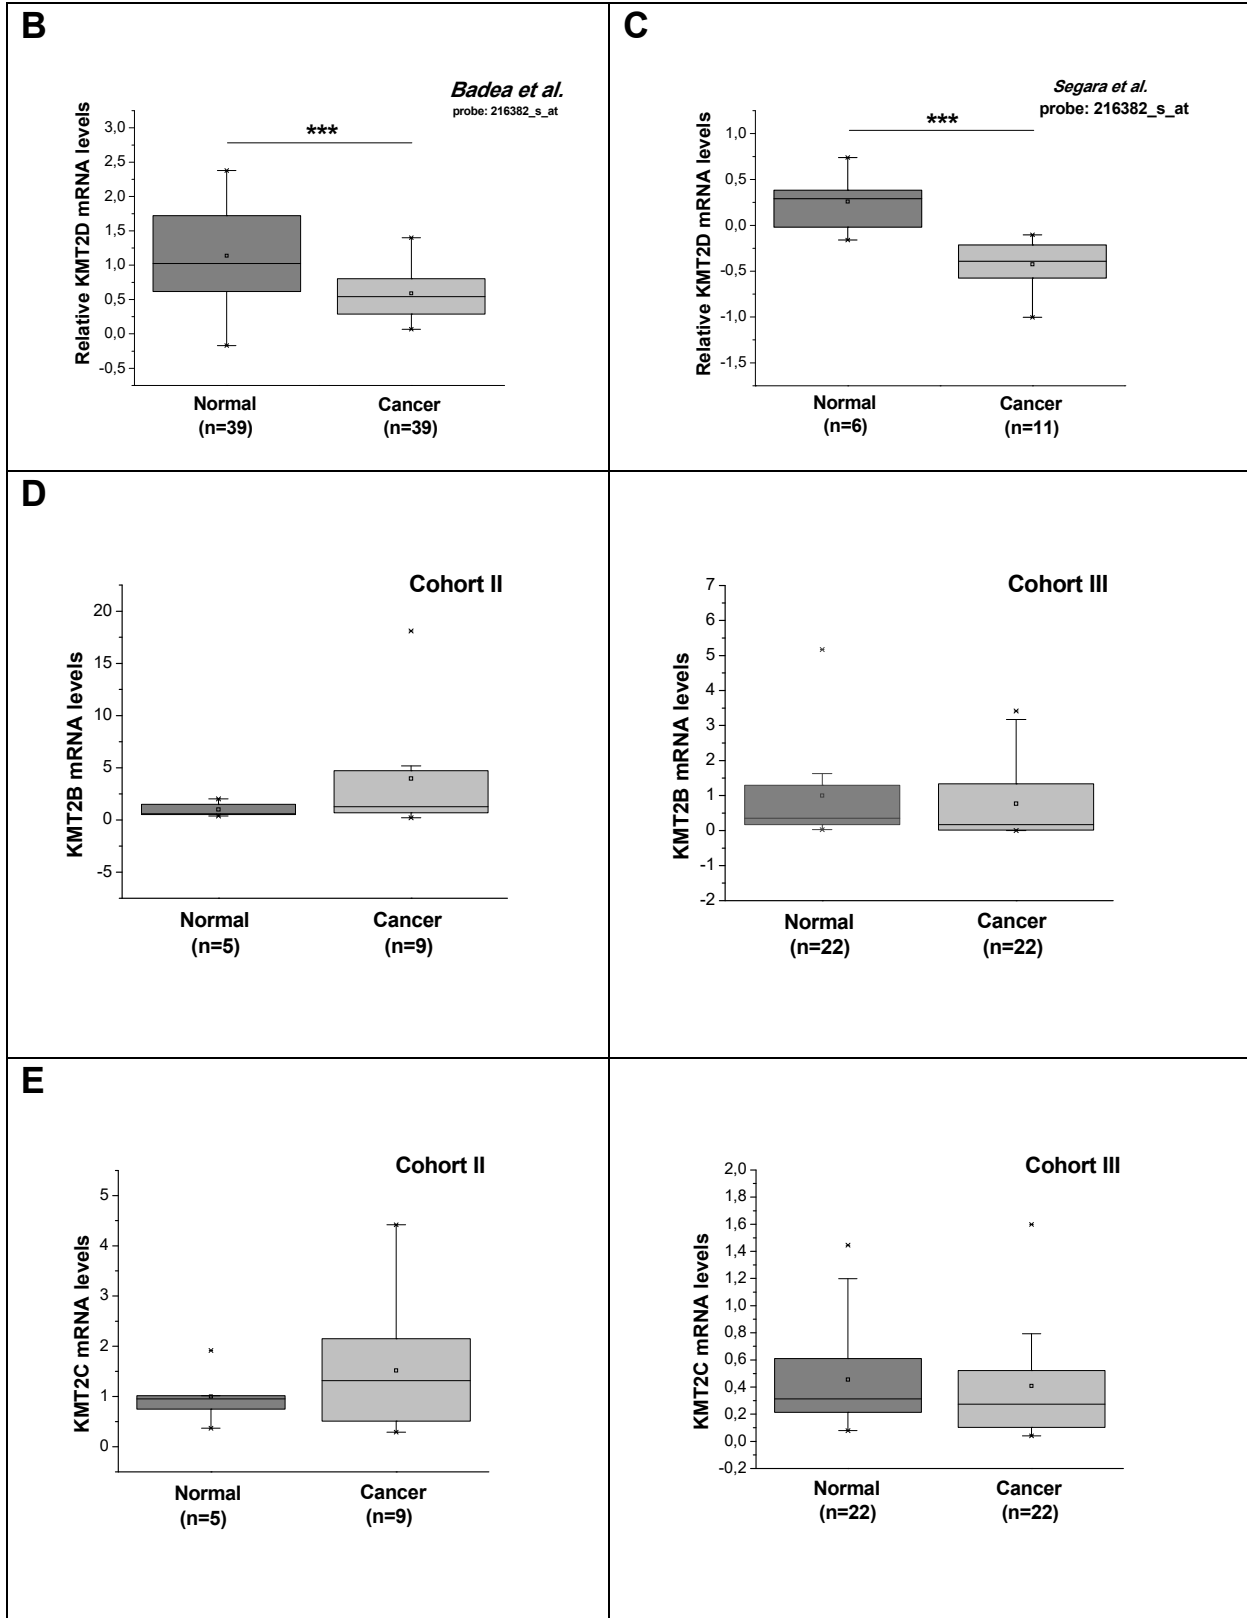 B
Badea et al.
probe: 216382_s_at
Relative KMT2D mRNA levels
3,0
2,5
2,0
1,5
1,0
0,5
0,0
-0,5
***
Normal
(n=39)
Cancer
(n=39)
C
Segara et al.
probe: 216382_s_at
Relative KMT2D mRNA levels
1,0
0,5
0,0
-0,5
-1,0
-1,5
***
Normal
(n=6)
Cancer
(n=11)
D
Cohort II
KMT2B mRNA levels
20
15
10
5
0
-5
Normal
(n=5)
Cancer
(n=9)
Cohort III
KMT2B mRNA levels
7
6
5
4
3
2
1
0
-1
-2
Normal
(n=22)
Cancer
(n=22)
E
Cohort II
KMT2C mRNA levels
5
4
3
2
1
0
Normal
(n=5)
Cancer
(n=9)
Cohort III
KMT2C mRNA levels
2,0
1,8
1,6
1,4
1,2
1,0
0,8
0,6
0,4
0,2
0,0
-0,2
Normal
(n=22)
Cancer
(n=22)